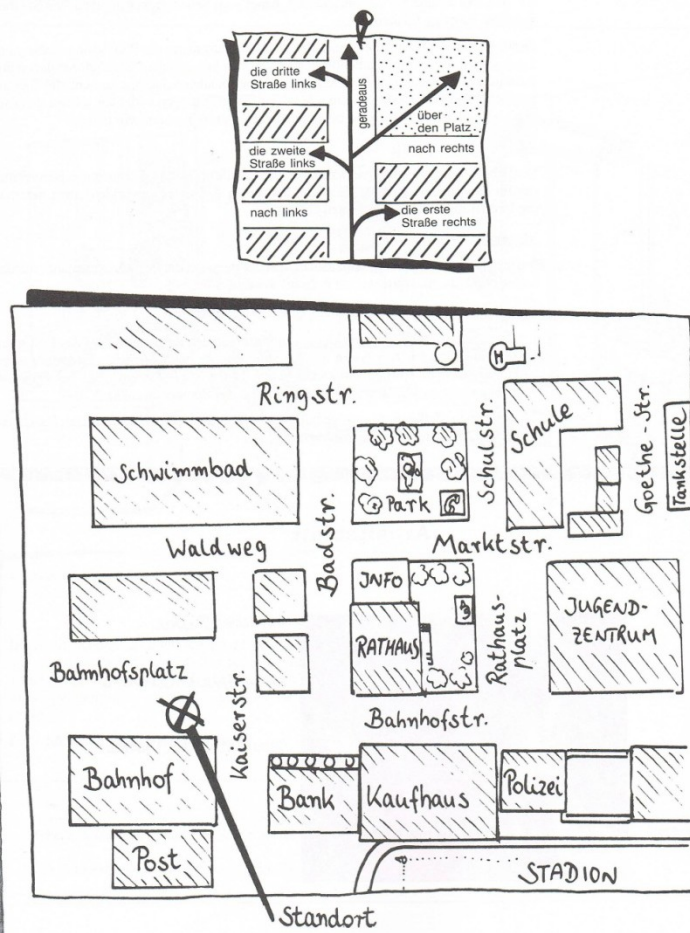 die dritte
Straße links
geradeaus
über
den Platz
die zweite
Straße links
nach rechts
nach links
die erste
Straße rechts
H
Ringstr.
Schwimmbad
Park
Schulstr.
Schule
Goethe-Str.
Tankstelle
Waldweg
Badstr.
Marktstr.
INFO
RATHAUS
Rathaus-
platz
JUGEND-
ZENTRUM
Bahnhofsplatz
Kaiserstr.
Bahnhofstr.
Bahnhof
Bank
Kaufhaus
Polizei
Post
STADION
Standort